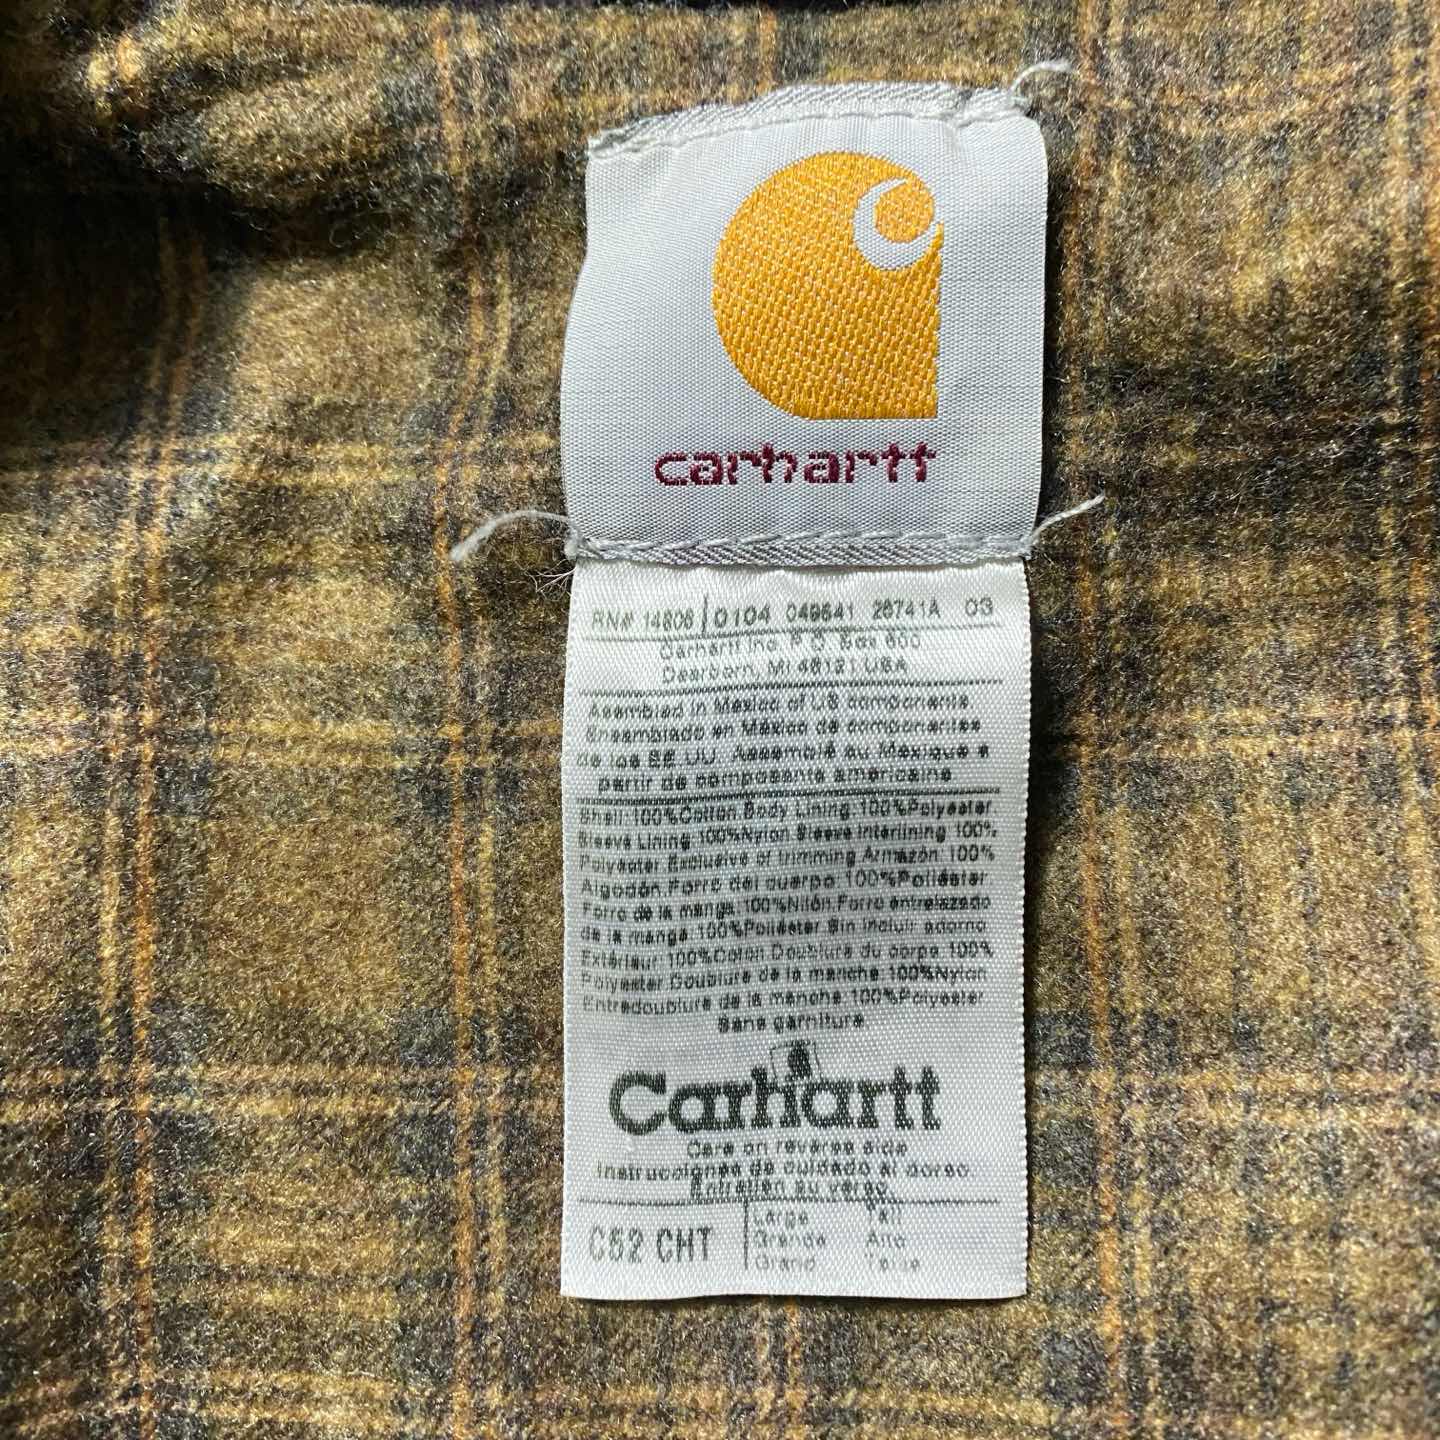 carhartt
RN# 14806 0104 049641 26741A 03
Carhartt Inc. P.O. Box 600
Dearborn, MI 48121 USA
Assembled in Mexico of US components.
Ensamblado en México de componentes
de los EE.UU. Assemblé au Mexique a
partir de composants americains.
Shell:100%Cotton Body Lining:100%Polyester.
Sleeve Lining 100%Nylon Sleeve Interlining 100%
Polyester.Exclusive of trimming.Armazón:100%
Algodón.Forro del cuerpo:100%Poliéster
Forro de la manga:100%Nilón.Forro entrelazado
de la manga.100%Poliéster Sin incluir adorno
Extérieur:100%Coton.Doublure du corps 100%
Polyester.Doublure de la manche:100%Nylon
Entredoublure de la manche:100%Polyester
Sans garniture.
Carhartt
Care on reverse side
Instrucciones de cuidado al dorso
Entretien au verso
C52 CHT Large Tall
Grande Alto
Grand Taille